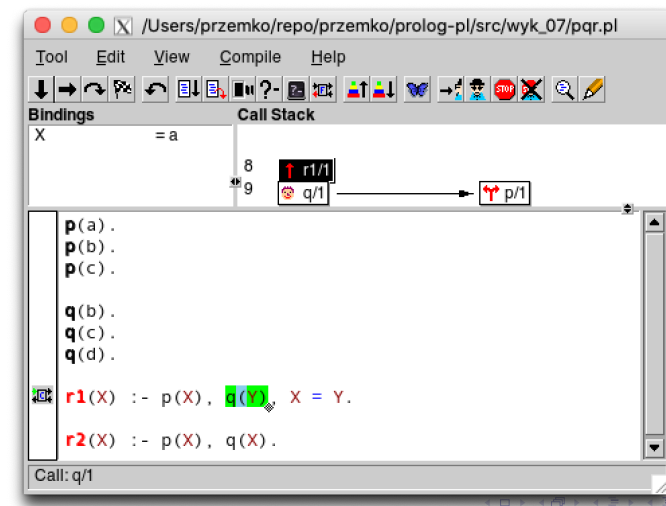 /Users/przemko/repo/przemko/prolog-pl/src/wyk_07/pqr.pl
Tool Edit View Compile Help
Bindings Call Stack
X = a
8 r1/1
9 q/1 p/1
p(a).
p(b).
p(c).
q(b).
q(c).
q(d).
r1(X) :- p(X), q(Y), X = Y.
r2(X) :- p(X), q(X).
Call: q/1